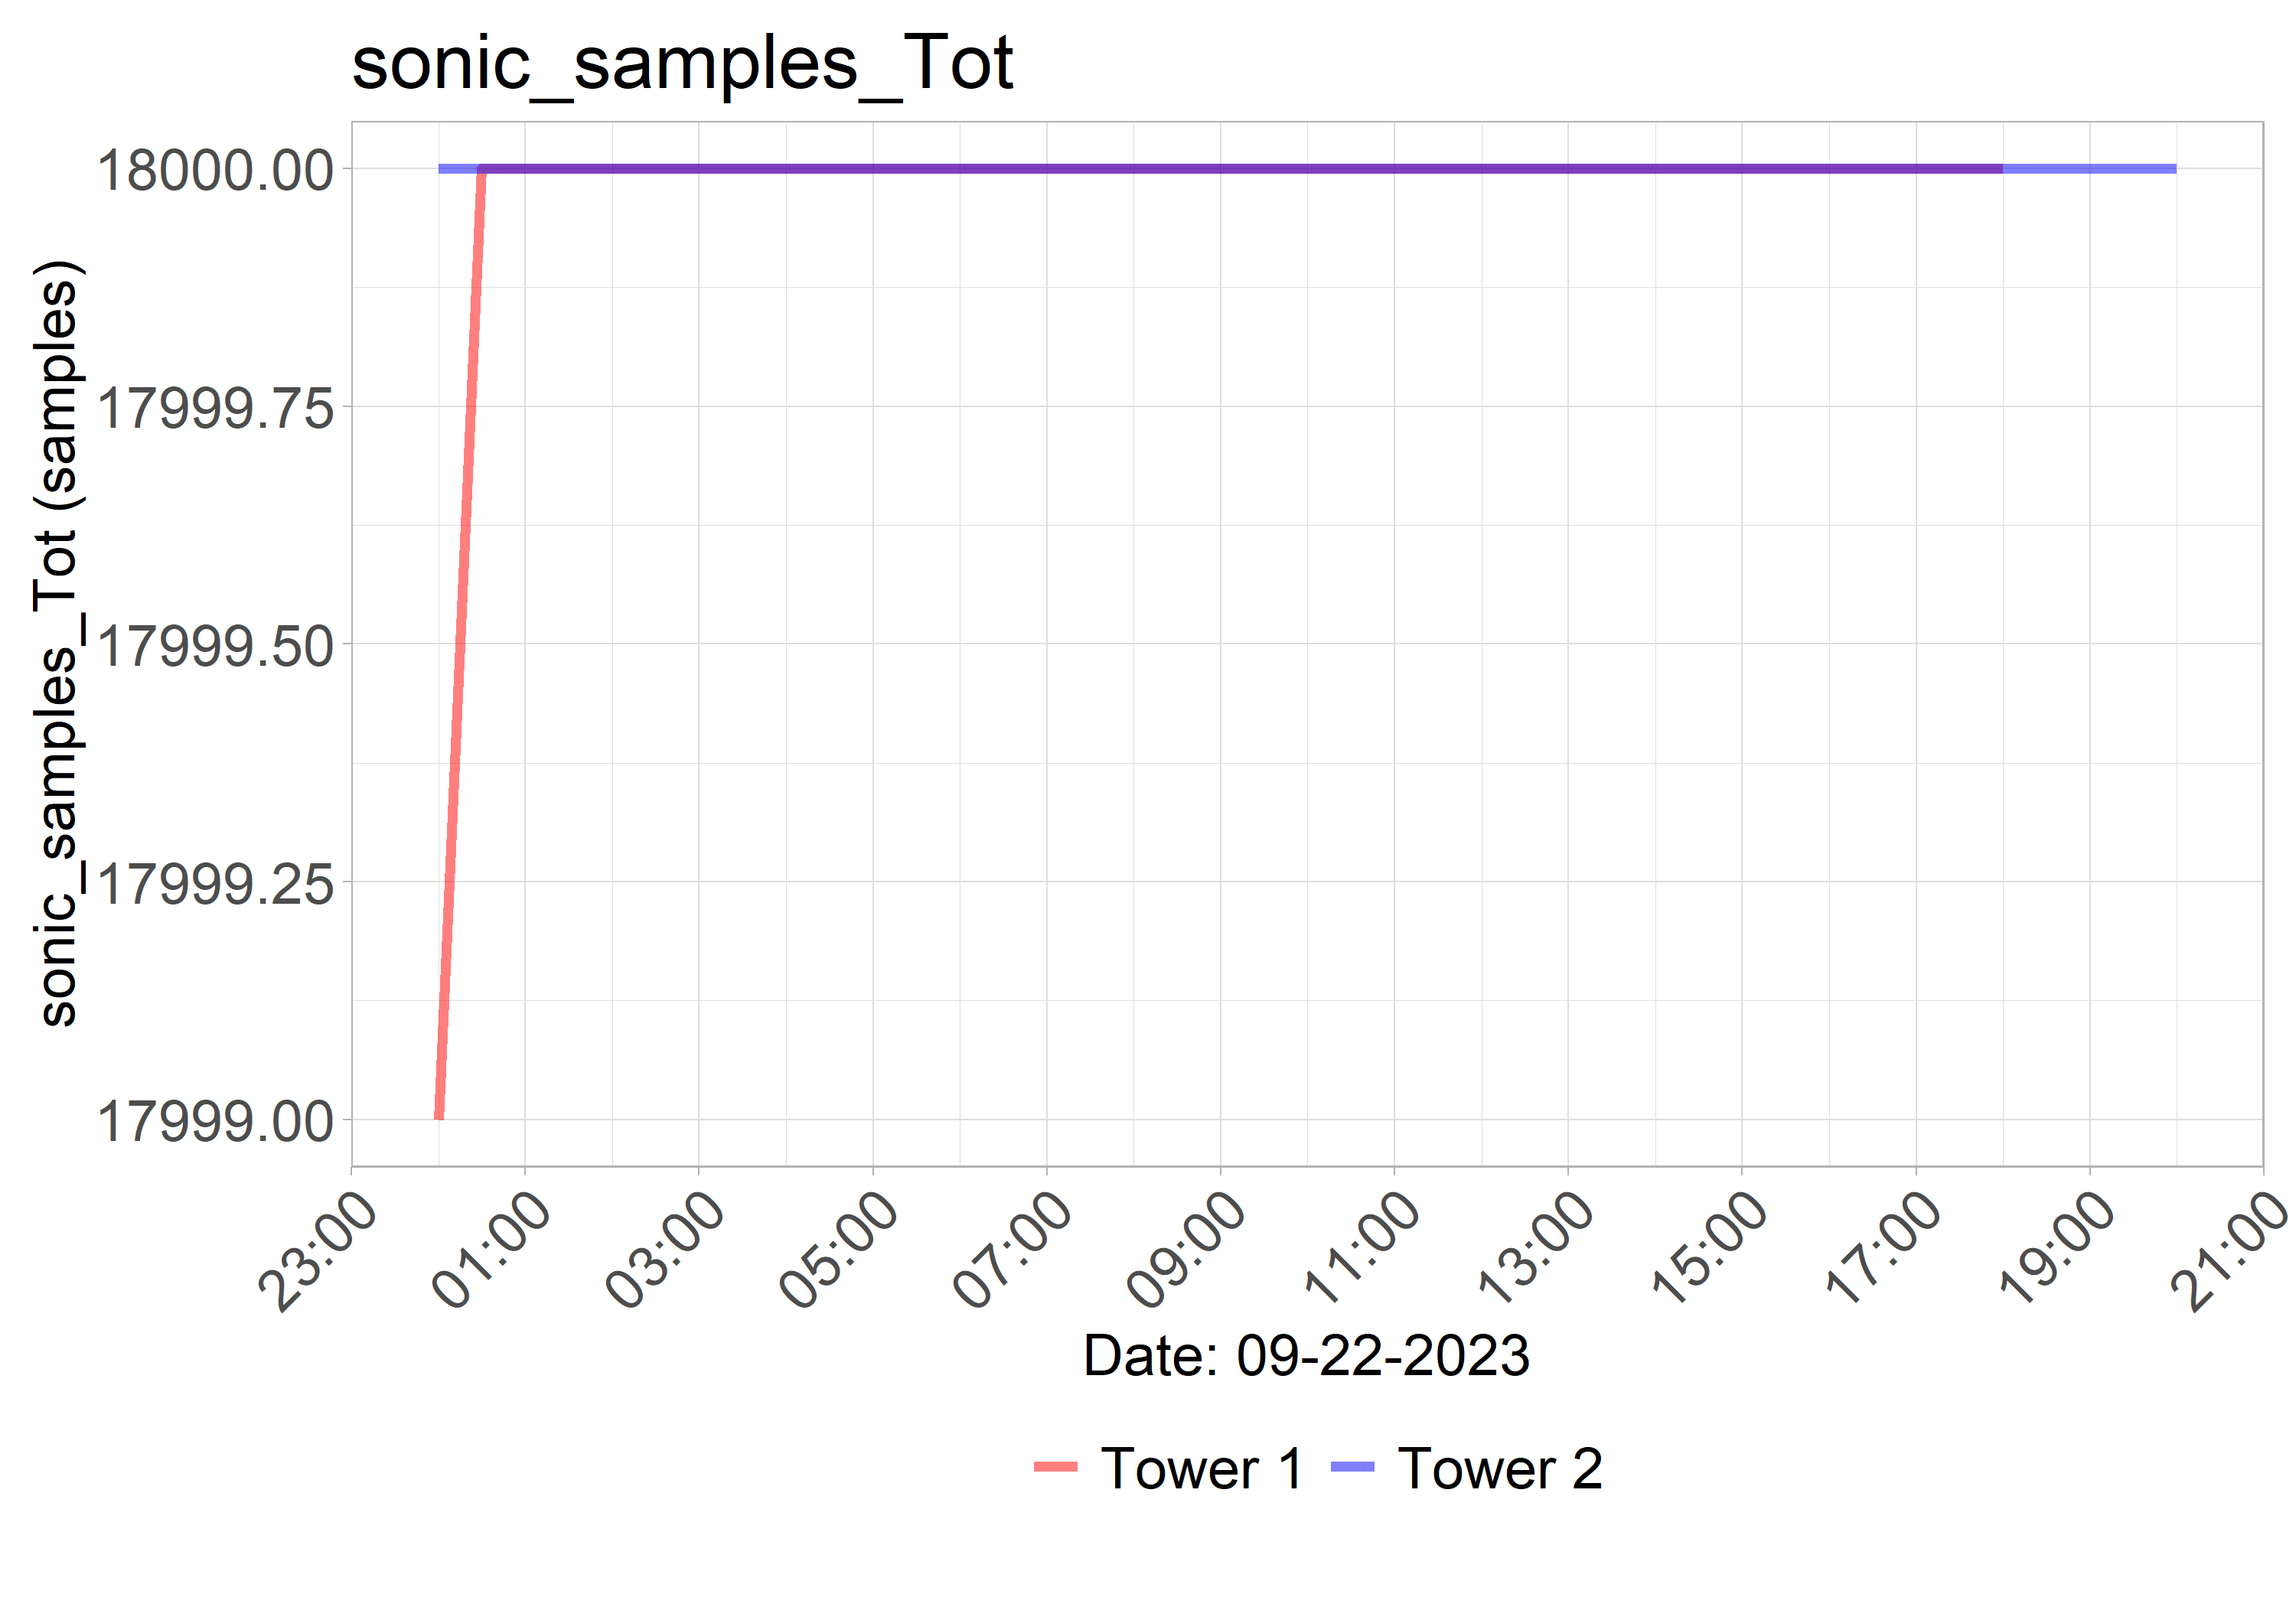 sonic_samples_Tot
sonic_samples_Tot (samples)
18000.00
17999.75
17999.50
17999.25
17999.00
23:00 01:00 03:00 05:00 07:00 09:00 11:00 13:00 15:00 17:00 19:00 21:00
Date: 09-22-2023
Tower 1 Tower 2